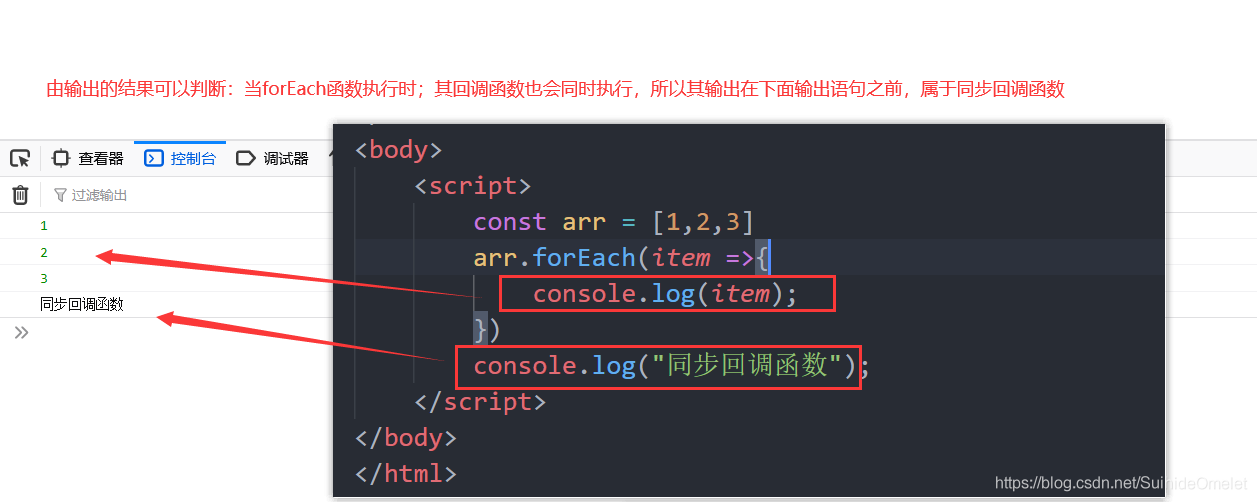 由输出的结果可以判断：当forEach函数执行时；其回调函数也会同时执行，所以其输出在下面输出语句之前，属于同步回调函数
查看器 控制台 调试器
过滤输出
1
2
3
同步回调函数
<body>
<script>
const arr = [1,2,3]
arr.forEach(item =>{
console.log(item);
})
console.log("同步回调函数");
</script>
</body>
</html>
https://blog.csdn.net/SuicideOmelet